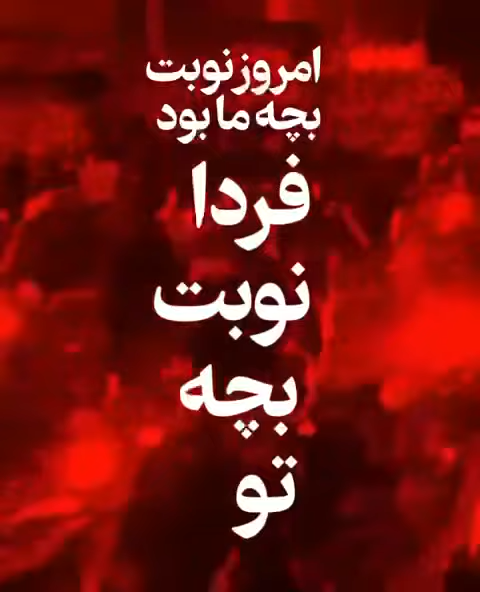 امروز نوبت
بچه ما بود
فردا
نوبت
بچه
تو